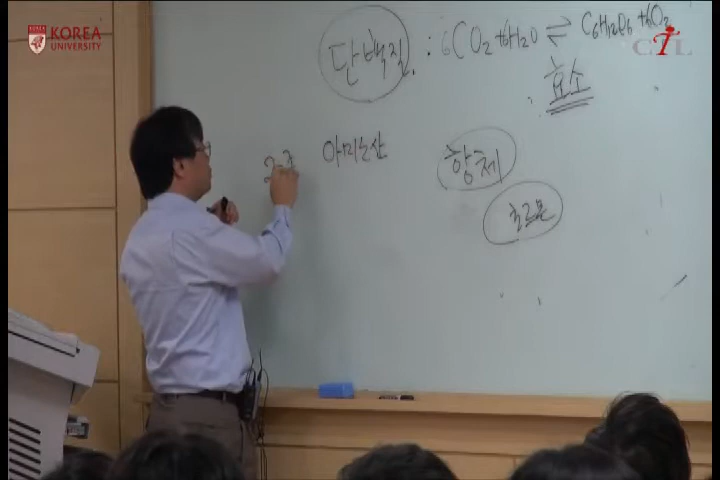 KOREA
UNIVERSITY
단백질 : 6CO₂ + 6H₂O ⇌ C₆H₁₂O₆ + 6O₂
CTL
효소
아미노산
항체
호르몬